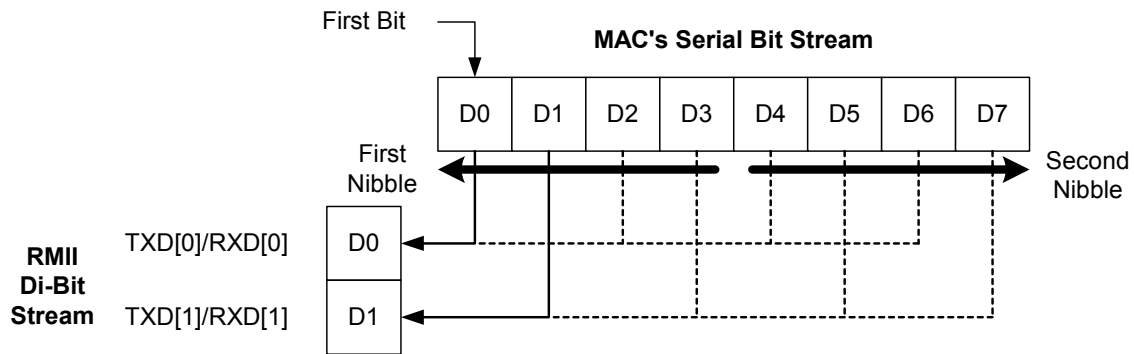 First Bit
MAC's Serial Bit Stream
D0 D1 D2 D3 D4 D5 D6 D7
First
Nibble
Second
Nibble
RMII
Di-Bit
Stream
TXD[0]/RXD[0] D0
TXD[1]/RXD[1] D1